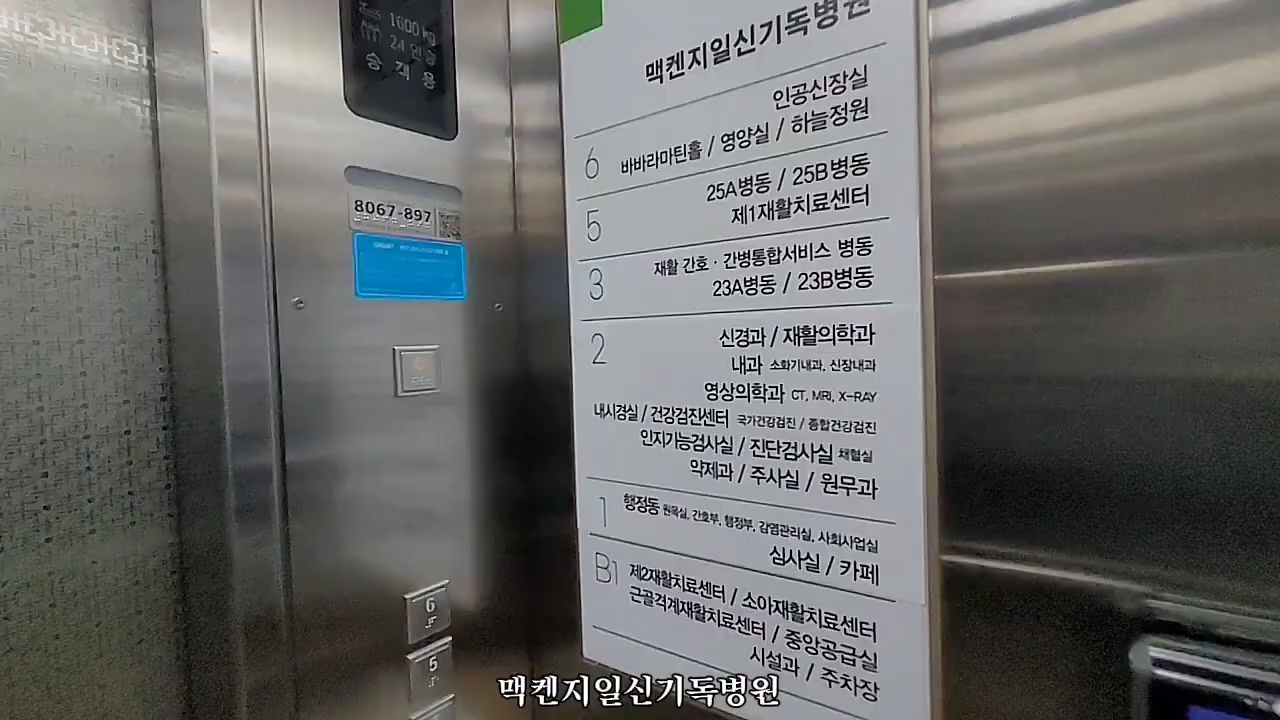 1600 kg
24 인승
승객용
8067-897
6
5
맥켄지일신기독병원
인공신장실
6 바바라마틴홀 / 영양실 / 하늘정원
25A병동 / 25B병동
5 제1재활치료센터
재활 간호·간병통합서비스 병동
3 23A병동 / 23B병동
신경과 / 재활의학과
2
내과 소화기내과, 신장내과
영상의학과 CT, MRI, X-RAY
내시경실 / 건강검진센터 국가건강검진 / 종합건강검진
인지기능검사실 / 진단검사실 채혈실
약제과 / 주사실 / 원무과
1 행정동 원목실, 간호부, 행정부, 감염관리실, 사회사업실
심사실 / 카페
B1 제2재활치료센터 / 소아재활치료센터
근골격계재활치료센터 / 중앙공급실
시설과 / 주차장
맥켄지일신기독병원